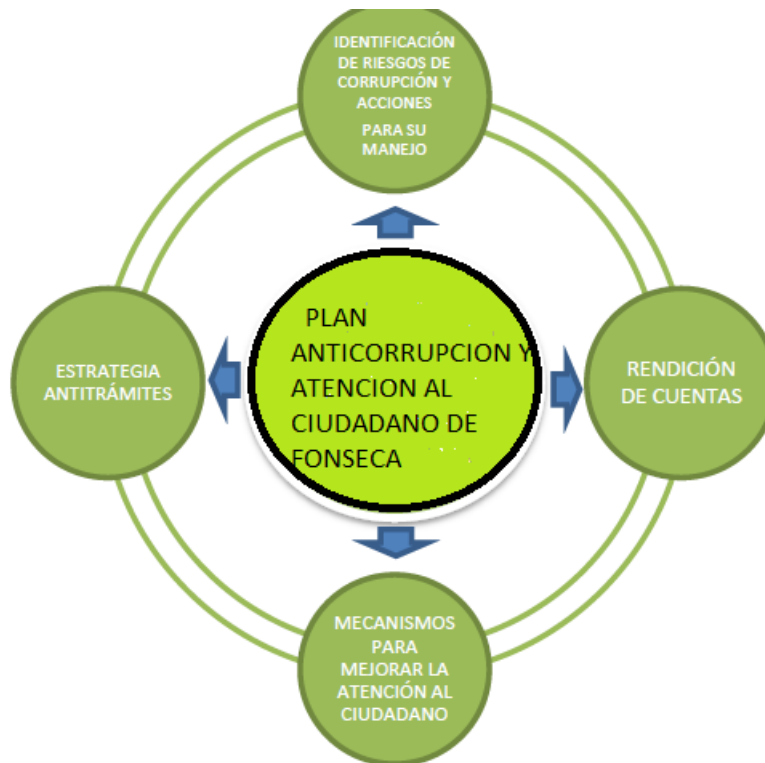 IDENTIFICACIÓN
DE RIESGOS DE
CORRUPCIÓN Y
ACCIONES
PARA SU
MANEJO
PLAN
ANTICORRUPCION Y
ATENCION AL
CIUDADANO DE
FONSECA
ESTRATEGIA
ANTITRÁMITES
RENDICIÓN
DE CUENTAS
MECANISMOS
PARA
MEJORAR LA
ATENCIÓN AL
CIUDADANO